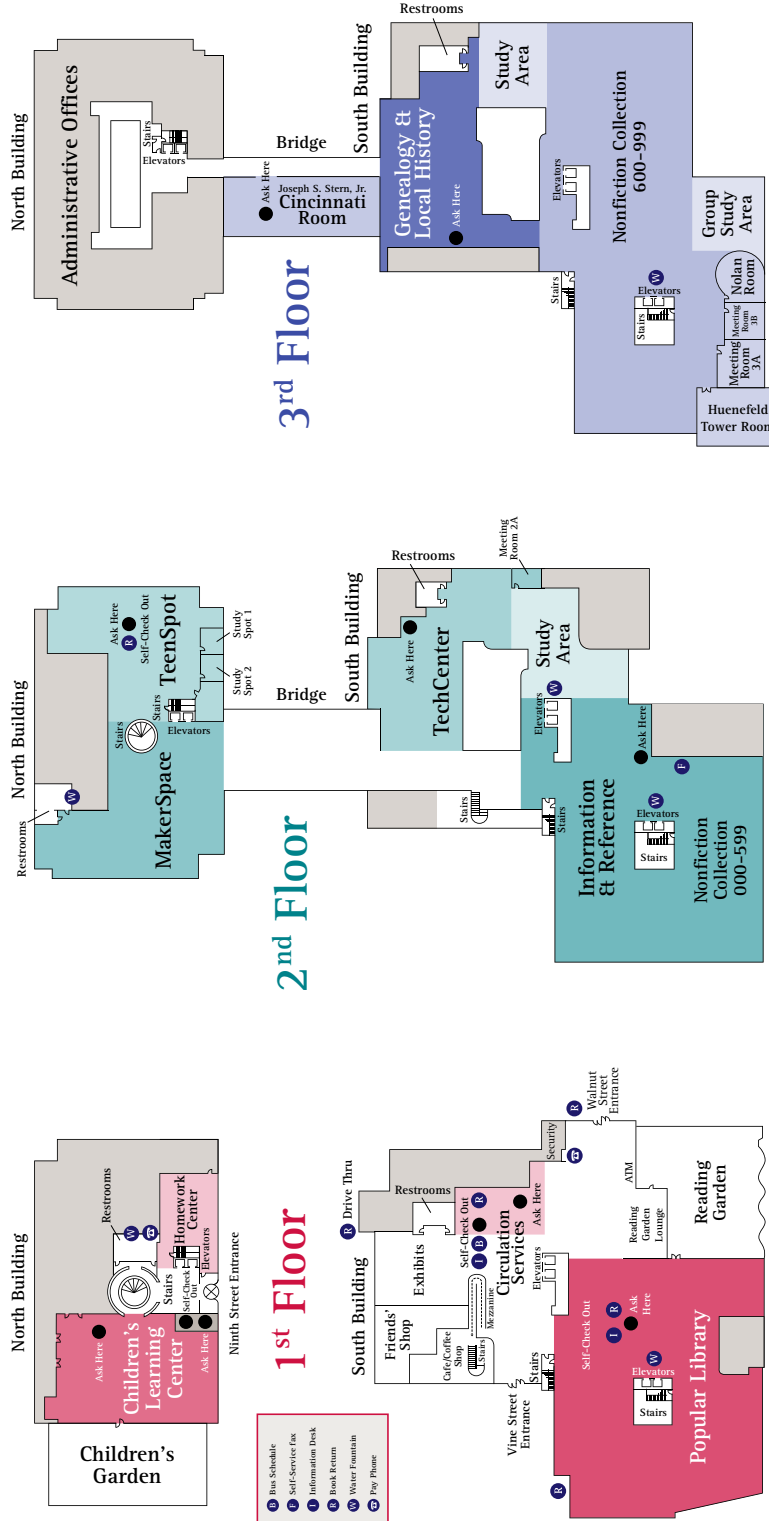 1st Floor
North Building
Children's
Garden
Children's
Learning
Center
Ask Here
Ask Here
Self-Check
Out
Stairs
Elevators
Homework
Center
Restrooms
W
Ninth Street Entrance
South Building
Friends'
Shop
Exhibits
Restrooms
R Drive Thru
Cafe/Coffee
Shop
Stairs
Mezzanine
Self-Check Out
I B R
Circulation
Services
Ask Here
Security
R
Walnut
Street
Entrance
ATM
Vine Street
Entrance
Stairs
Elevators
Reading
Garden
Lounge
Reading
Garden
Self-Check Out
I R
Ask
Here
W
Elevators
Stairs
Popular Library
R
B Bus Schedule
F Self-Service fax
I Information Desk
R Book Return
W Water Fountain
Pay Phone
2nd Floor
North Building
Restrooms
W
MakerSpace
Stairs
Stairs
Elevators
TeenSpot
Ask Here
R Self-Check Out
Study
Spot 2
Study
Spot 1
Bridge
South Building
Restrooms
Ask Here
TechCenter
Meeting
Room 2A
Study
Area
W
Elevators
Stairs
Stairs
Information
& Reference
Ask Here
F
W
Elevators
Stairs
Nonfiction
Collection
000–599
3rd Floor
North Building
Administrative Offices
Stairs
Elevators
Bridge
Ask Here
Joseph S. Stern, Jr.
Cincinnati
Room
South Building
Restrooms
Genealogy &
Local History
Ask Here
Study
Area
Elevators
Stairs
Nonfiction Collection
600-999
W
Elevators
Stairs
Group
Study
Area
Nolan
Room
Meeting Room
3B
Meeting
Room
3A
Huenefeld
Tower Room